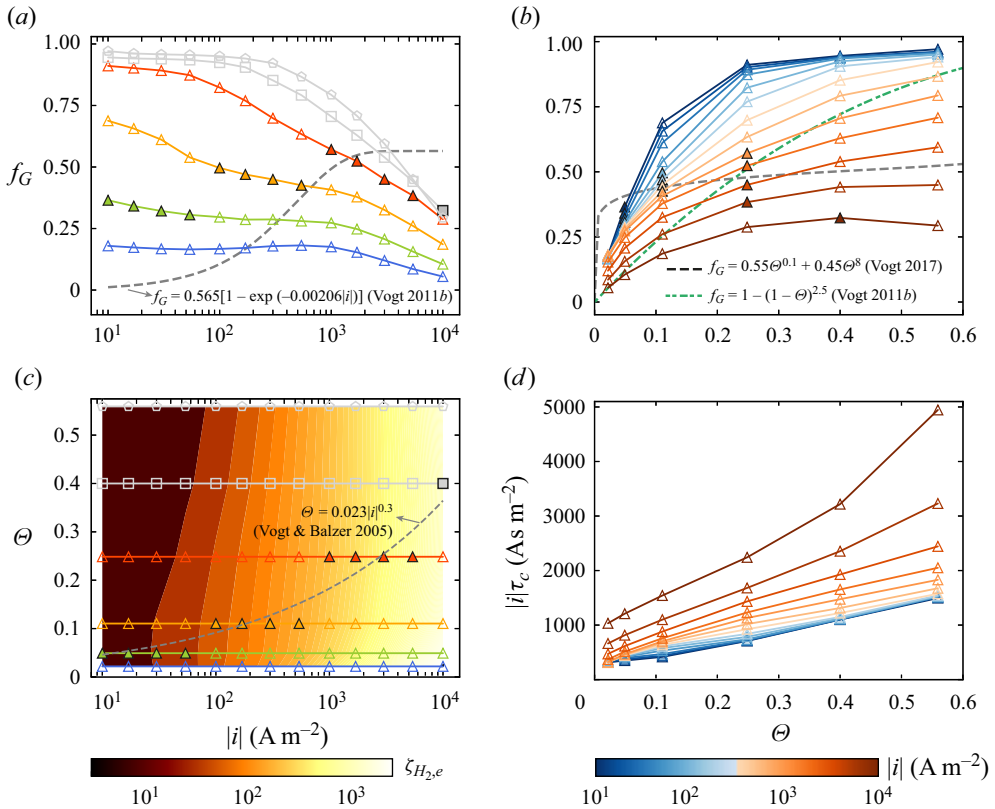 (a)
1.00
0.75
f_G 0.50
0.25
0
f_G = 0.565[1 – exp (–0.00206|i|)] (Vogt 2011b)
10^1 10^2 10^3 10^4
(b)
1.00
0.75
0.50
0.25
0
f_G = 0.55Θ^0.1 + 0.45Θ^8 (Vogt 2017)
f_G = 1 – (1 – Θ)^2.5 (Vogt 2011b)
0 0.1 0.2 0.3 0.4 0.5 0.6
(c)
0.5
0.4
Θ 0.3
0.2
0.1
0
Θ = 0.023|i|^0.3
(Vogt & Balzer 2005)
10^1 10^2 10^3 10^4
|i| (A m^−2)
ζ_H2,e
10^1 10^2 10^3
(d)
5000
4000
3000
2000
1000
|i|τ_c (As m^−2)
0 0.1 0.2 0.3 0.4 0.5 0.6
Θ
|i| (A m^−2)
10^1 10^2 10^3 10^4